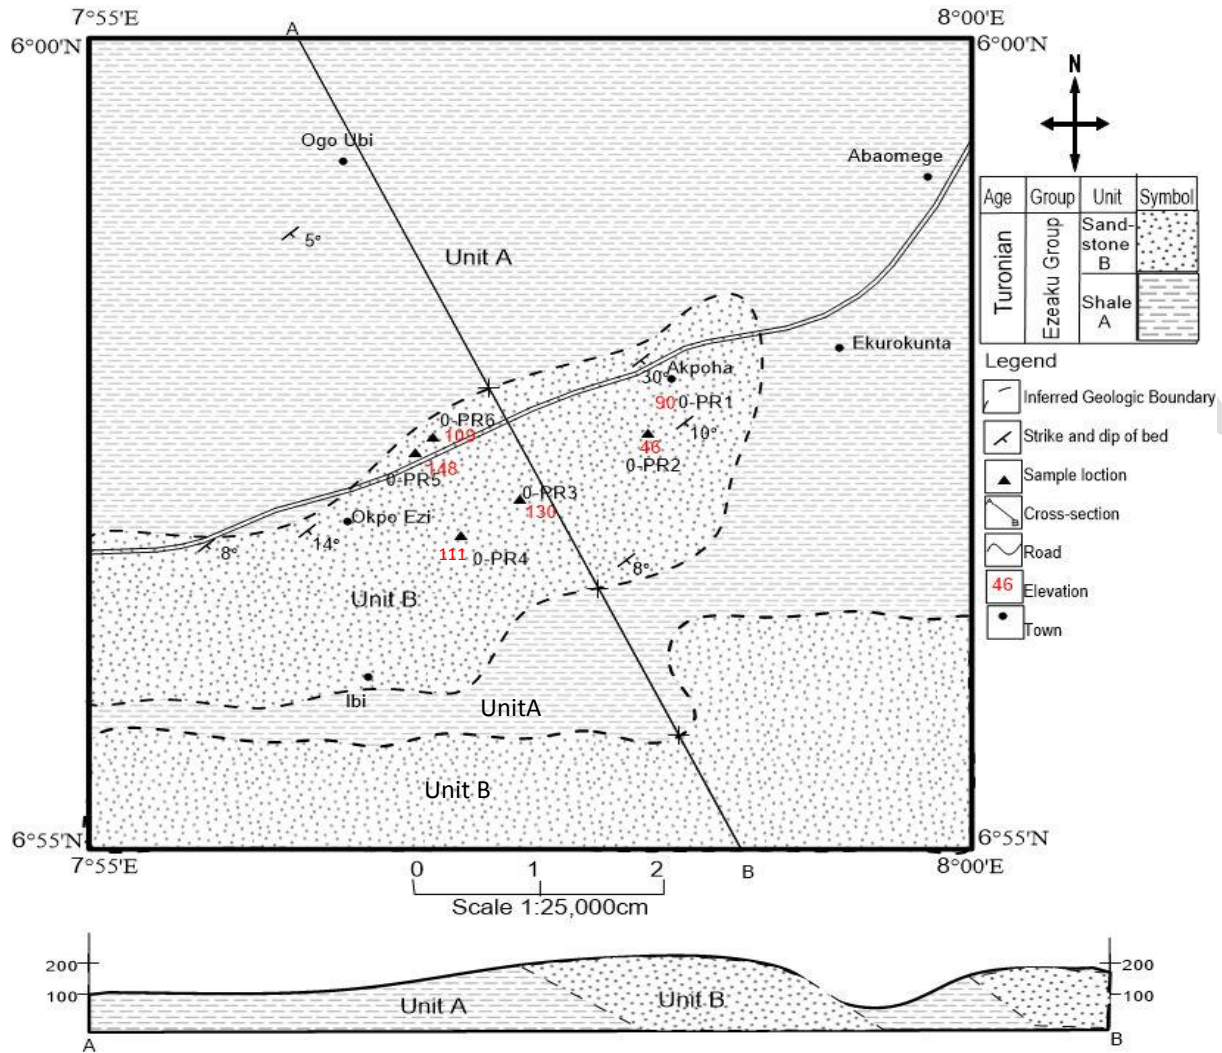 7°55'E
8°00'E
A
6°00'N
6°00'N
N
Ogo Ubi
Abaomege
5°
Unit A
Age
Group
Unit
Symbol
Turonian
Ezeaku Group
Sand-
stone
B
Shale
A
Ekurokunta
Legend
30°
Akpoha
90
0-PR1
Inferred Geologic Boundary
0-PR6
109
10°
46
0-PR2
Strike and dip of bed
148
0-PR5
Sample loction
0-PR3
130
A
B
Cross-section
Okpo Ezi
14°
8°
111
0-PR4
8°
Road
Unit B
46
Elevation
Town
Ibi
UnitA
Unit B
6°55'N
6°55'N
7°55'E
8°00'E
B
0 1 2
Scale 1:25,000cm
200
100
Unit A
Unit B
200
100
A
B